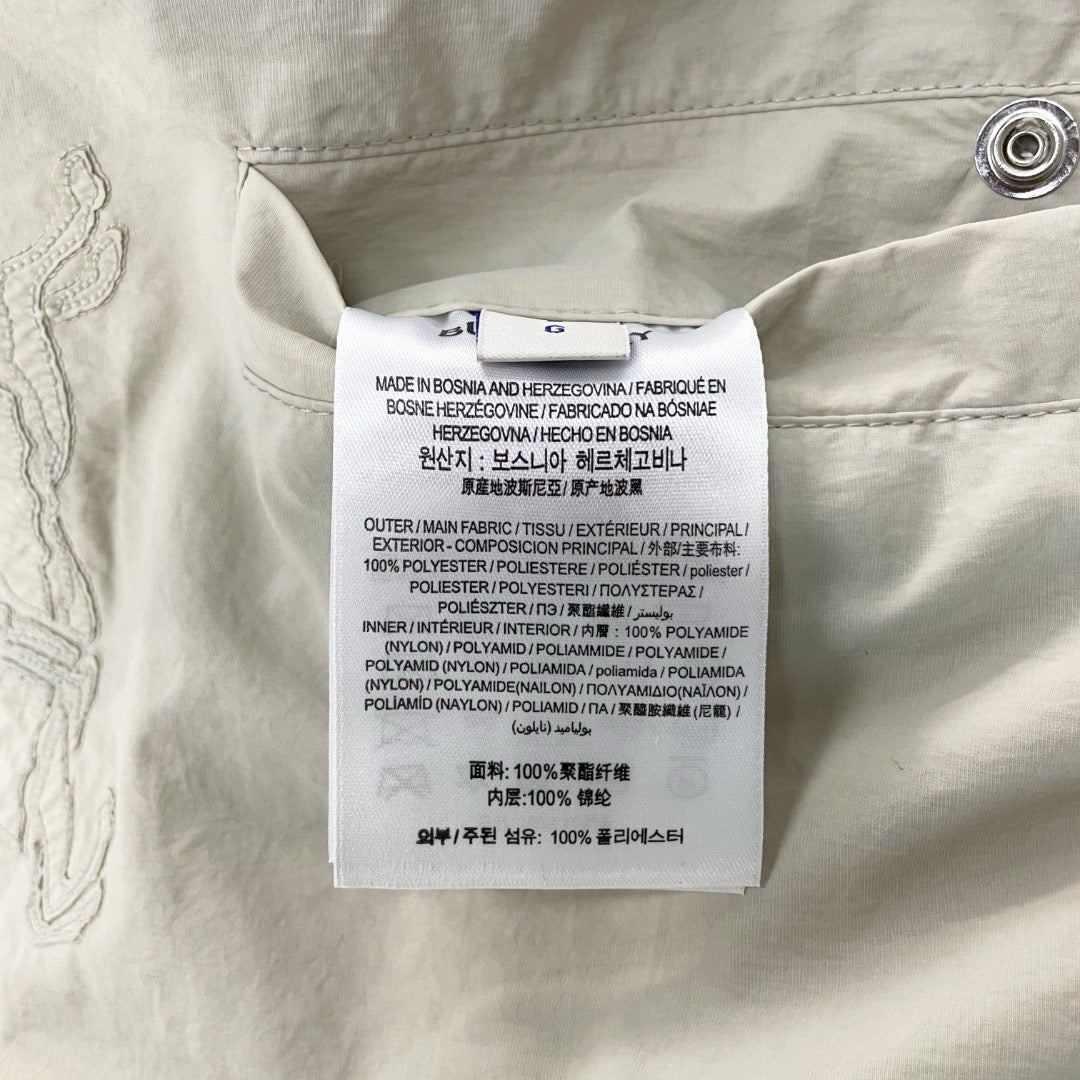 G
MADE IN BOSNIA AND HERZEGOVINA / FABRIQUÉ EN
BOSNE HERZÉGOVINE / FABRICADO NA BÓSNIAE
HERZEGOVNA / HECHO EN BOSNIA
원산지 : 보스니아 헤르체고비나
原産地波斯尼亞/ 原产地波黑
OUTER / MAIN FABRIC / TISSU / EXTÉRIEUR / PRINCIPAL /
EXTERIOR - COMPOSICION PRINCIPAL / 外部/主要布料:
100% POLYESTER / POLIESTERE / POLIÉSTER / poliester /
POLIESTER / POLYESTERI / ΠΟΛΥΣΤΕΡΑΣ /
POLIÉSZTER / ПЭ / 聚酯纖維 / بوليستر
INNER / INTÉRIEUR / INTERIOR / 内層 : 100% POLYAMIDE
(NYLON) / POLYAMID / POLIAMMIDE / POLYAMIDE /
POLYAMID (NYLON) / POLIAMIDA / poliamida / POLIAMIDA
(NYLON) / POLYAMIDE(NAILON) / ΠΟΛΥΑΜΙΔΙΟ(ΝΑΪΛΟΝ) /
POLİAMİD (NAYLON) / POLIAMID / ПА / 聚醯胺纖維 (尼龍) /
بولياميد (نايلون)
面料: 100%聚酯纤维
内层:100% 锦纶
외부 / 주된 섬유: 100% 폴리에스터